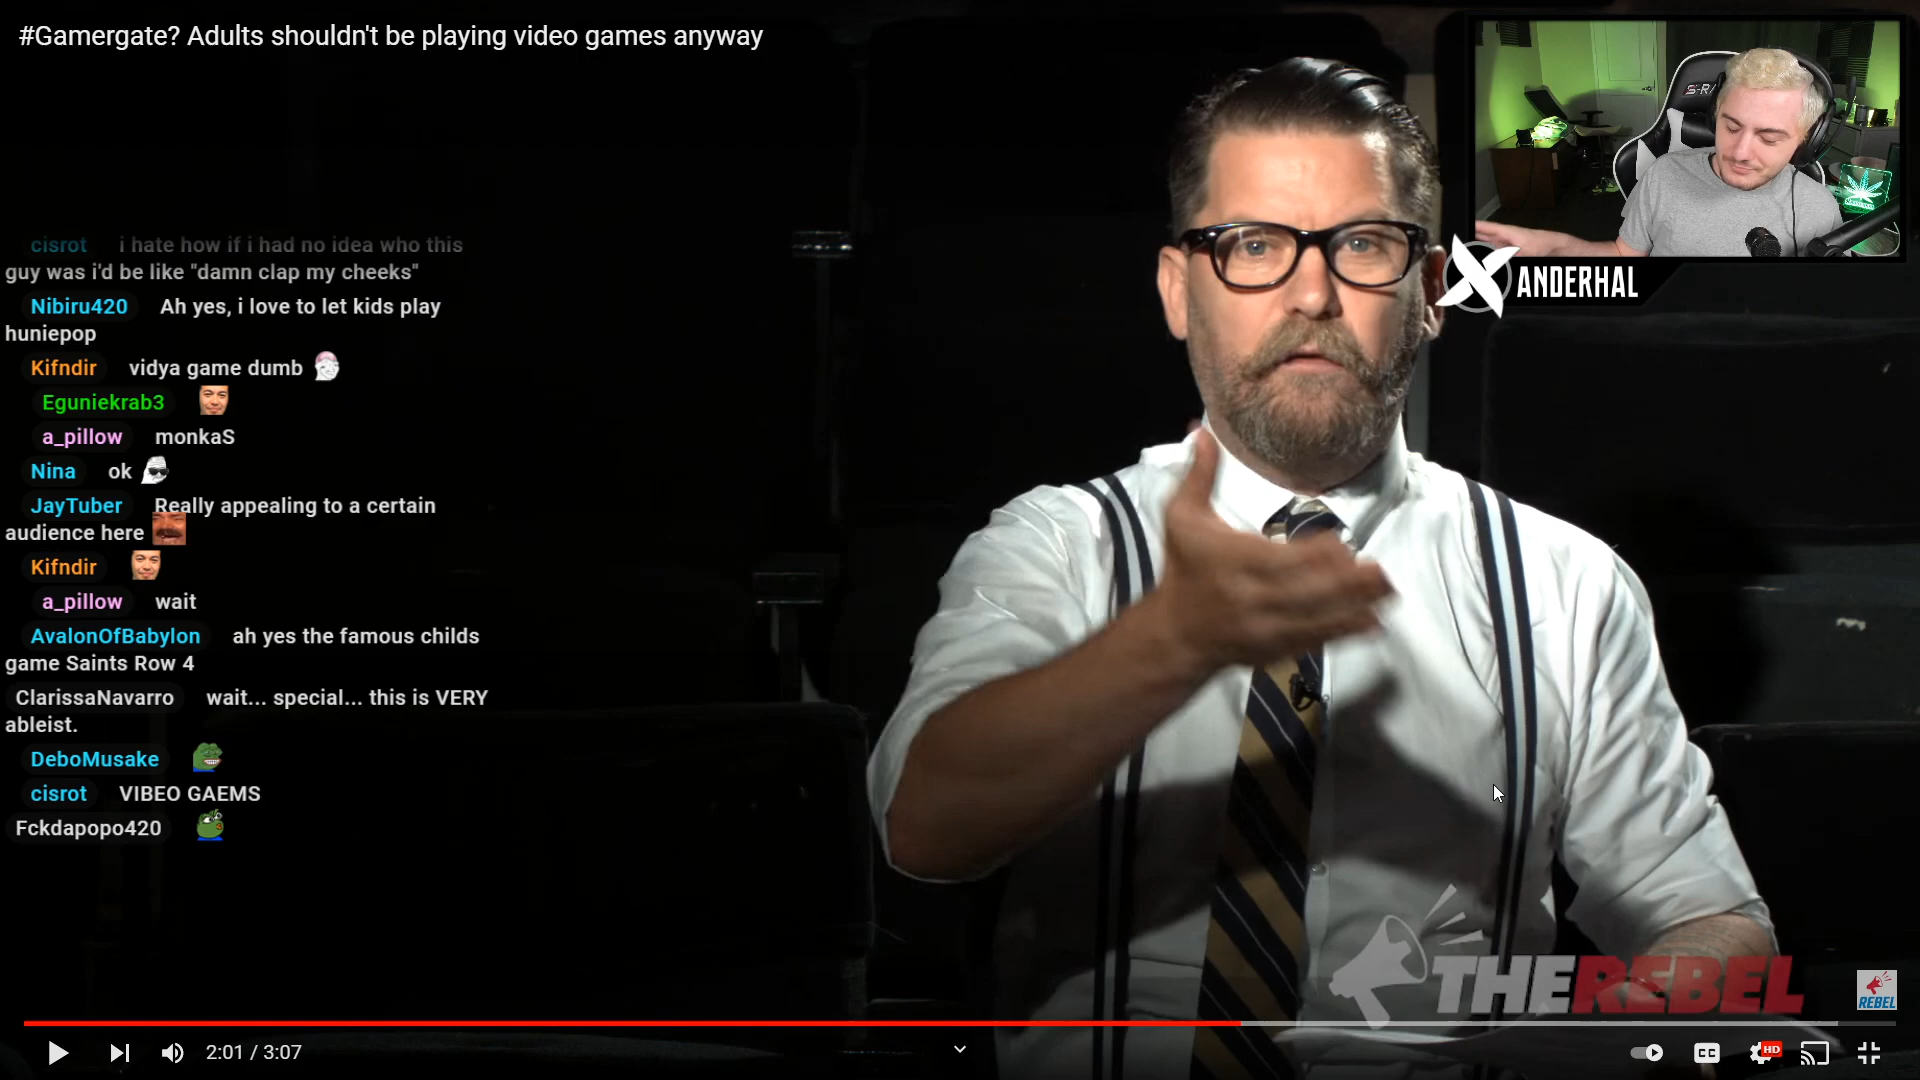 #Gamergate? Adults shouldn't be playing video games anyway
cisrot i hate how if i had no idea who this
guy was i'd be like "damn clap my cheeks"
Nibiru420 Ah yes, i love to let kids play
huniepop
Kifndir vidya game dumb
Eguniekrab3
a_pillow monkaS
Nina ok
JayTuber Really appealing to a certain
audience here
Kifndir
a_pillow wait
AvalonOfBabylon ah yes the famous childs
game Saints Row 4
ClarissaNavarro wait... special... this is VERY
ableist.
DeboMusake
cisrot VIBEO GAEMS
Fckdapopo420
XANDERHAL
THEREBEL
REBEL
2:01 / 3:07
CC
HD